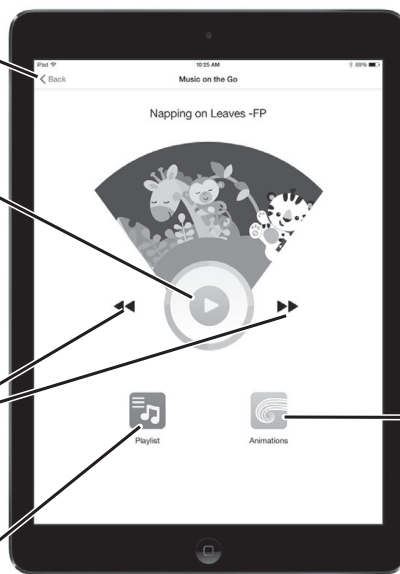 iPad 10:25 AM 69%
Back Music on the Go
Napping on Leaves -FP
Playlist Animations